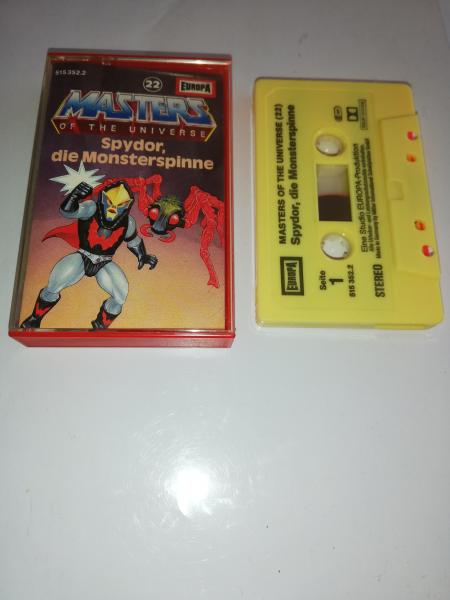 515 352.2
22
EUROPA
MASTERS
OF THE UNIVERSE
Spydor,
die Monsterspinne
MASTERS OF THE UNIVERSE (22)
Spydor, die Monsterspinne
EUROPA
Seite
1
515 352.2
STEREO
Eine Studio EUROPA-Produktion